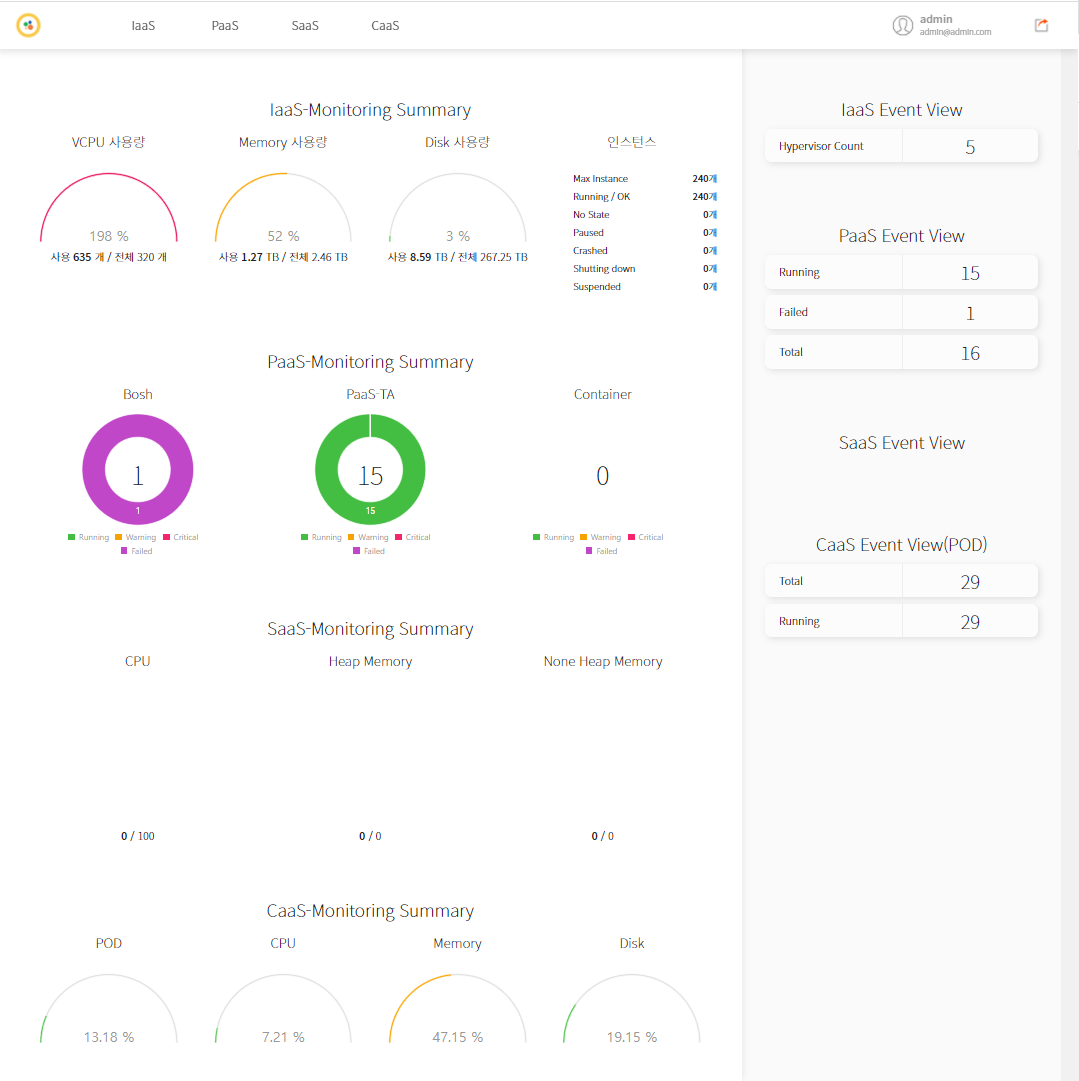 IaaS PaaS SaaS CaaS
admin
admin@admin.com
IaaS-Monitoring Summary
VCPU 사용량 Memory 사용량 Disk 사용량 인스턴스
198 % 52 % 3 %
사용 635 개 / 전체 320 개 사용 1.27 TB / 전체 2.46 TB 사용 8.59 TB / 전체 267.25 TB
Max Instance 240개
Running / OK 240개
No State 0개
Paused 0개
Crashed 0개
Shutting down 0개
Suspended 0개
PaaS-Monitoring Summary
Bosh PaaS-TA Container
1 15 0
1 15
Running Warning Critical Running Warning Critical Running Warning Critical
Failed Failed Failed
SaaS-Monitoring Summary
CPU Heap Memory None Heap Memory
0 / 100 0 / 0 0 / 0
CaaS-Monitoring Summary
POD CPU Memory Disk
13.18 % 7.21 % 47.15 % 19.15 %
IaaS Event View
Hypervisor Count 5
PaaS Event View
Running 15
Failed 1
Total 16
SaaS Event View
CaaS Event View(POD)
Total 29
Running 29